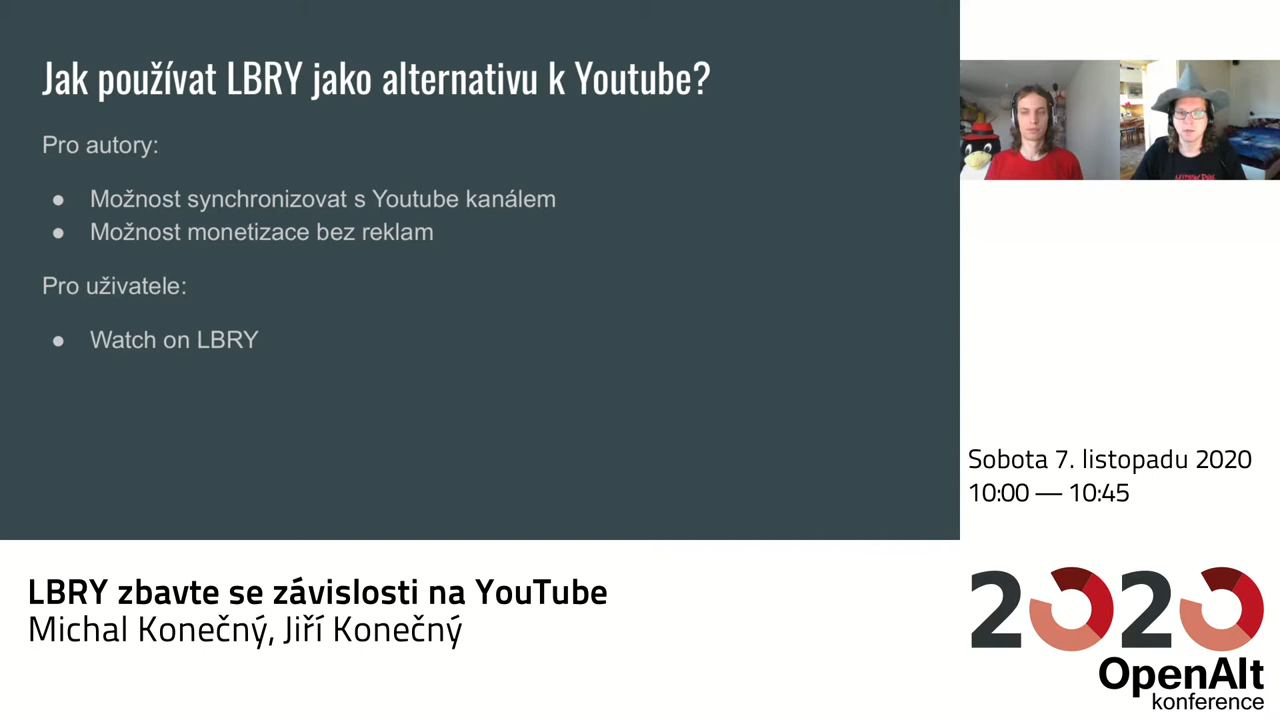 Jak používat LBRY jako alternativu k Youtube?
Pro autory:
● Možnost synchronizovat s Youtube kanálem
● Možnost monetizace bez reklam
Pro uživatele:
● Watch on LBRY
Sobota 7. listopadu 2020
10:00 — 10:45
LBRY zbavte se závislosti na YouTube
Michal Konečný, Jiří Konečný
2020
OpenAlt
konference